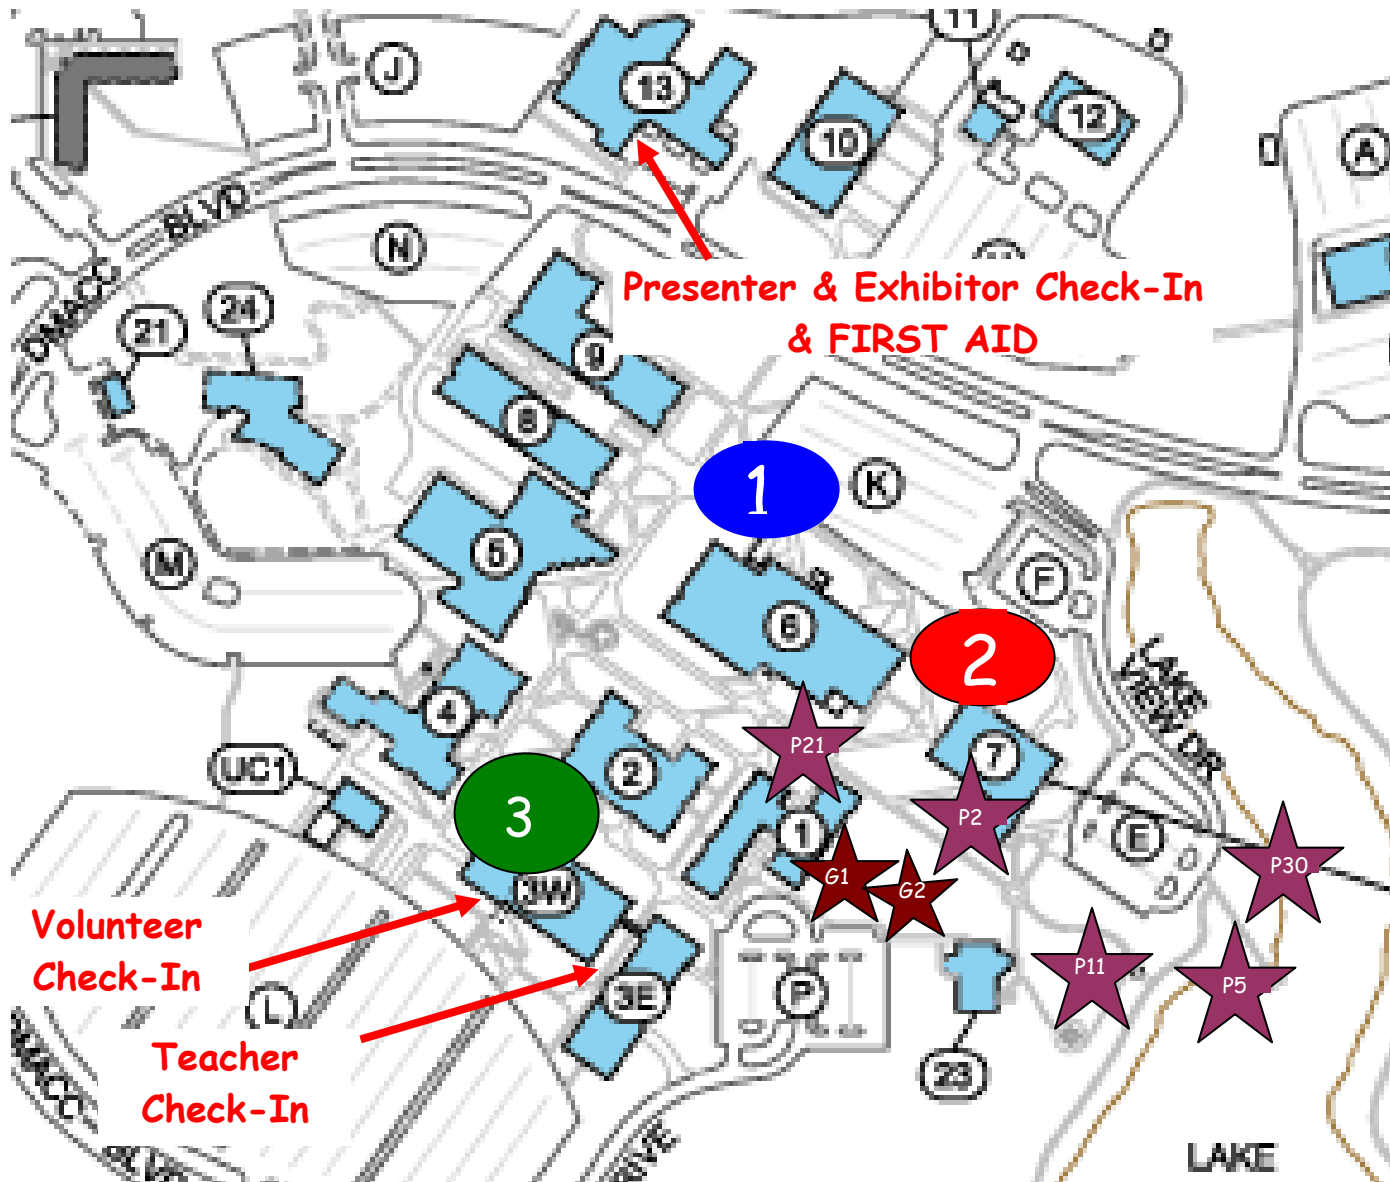 11
J
13
10
12
A
BLVD
N
DMACC
21
24
Presenter & Exhibitor Check-In
& FIRST AID
9
8
1
K
5
M
F
6
2
LAKE
VIEW DR
4
UC1
P21
7
2
3
P2
1
E
P30
G1
G2
3W
Volunteer
Check-In
P11
P5
3E
P
L
Teacher
Check-In
23
DMACC
BLVD
LAKE